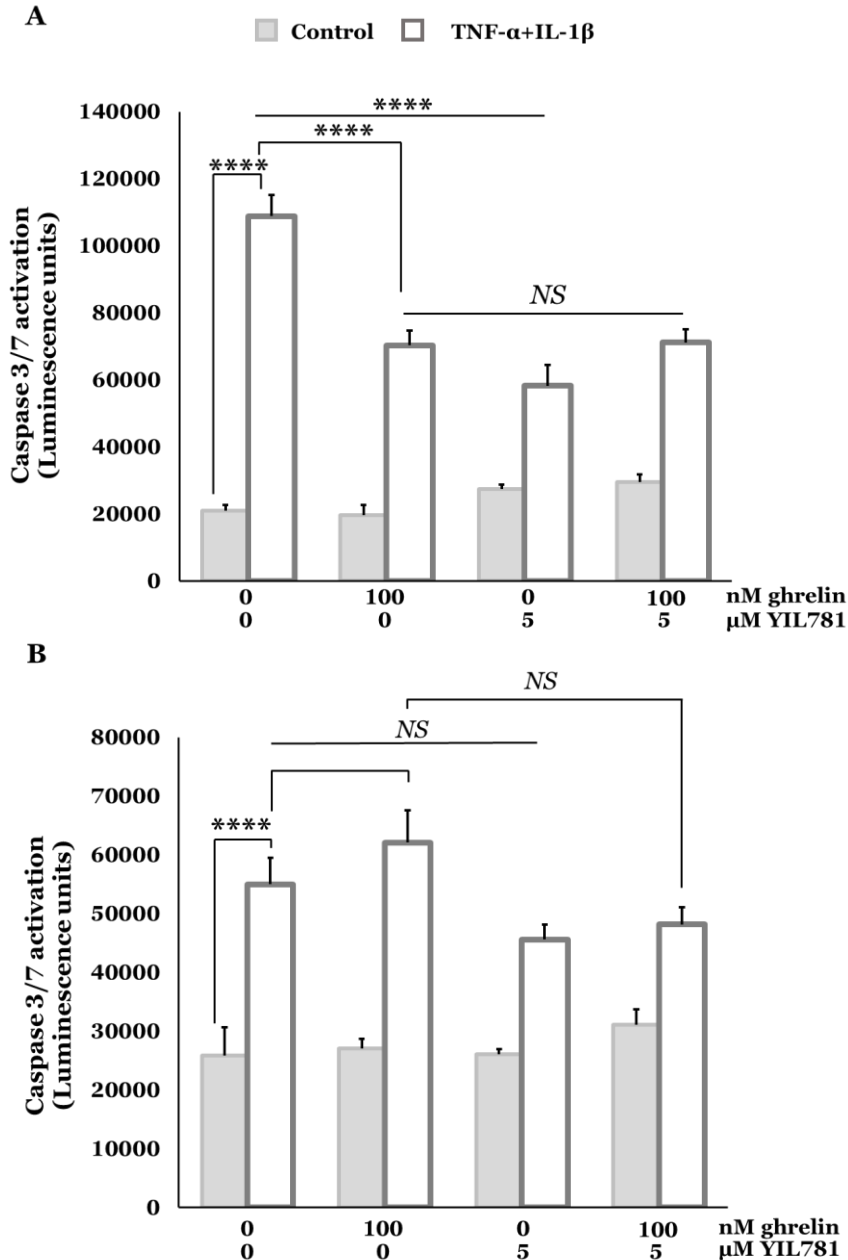 A
Control TNF-α+IL-1β
Caspase 3/7 activation
(Luminescence units)
140000
120000
100000
80000
60000
40000
20000
0
****
****
****
NS
0 100 0 100 nM ghrelin
0 0 5 5 μM YIL781
B
Caspase 3/7 activation
(Luminescence units)
80000
70000
60000
50000
40000
30000
20000
10000
0
NS
NS
****
0 100 0 100 nM ghrelin
0 0 5 5 μM YIL781